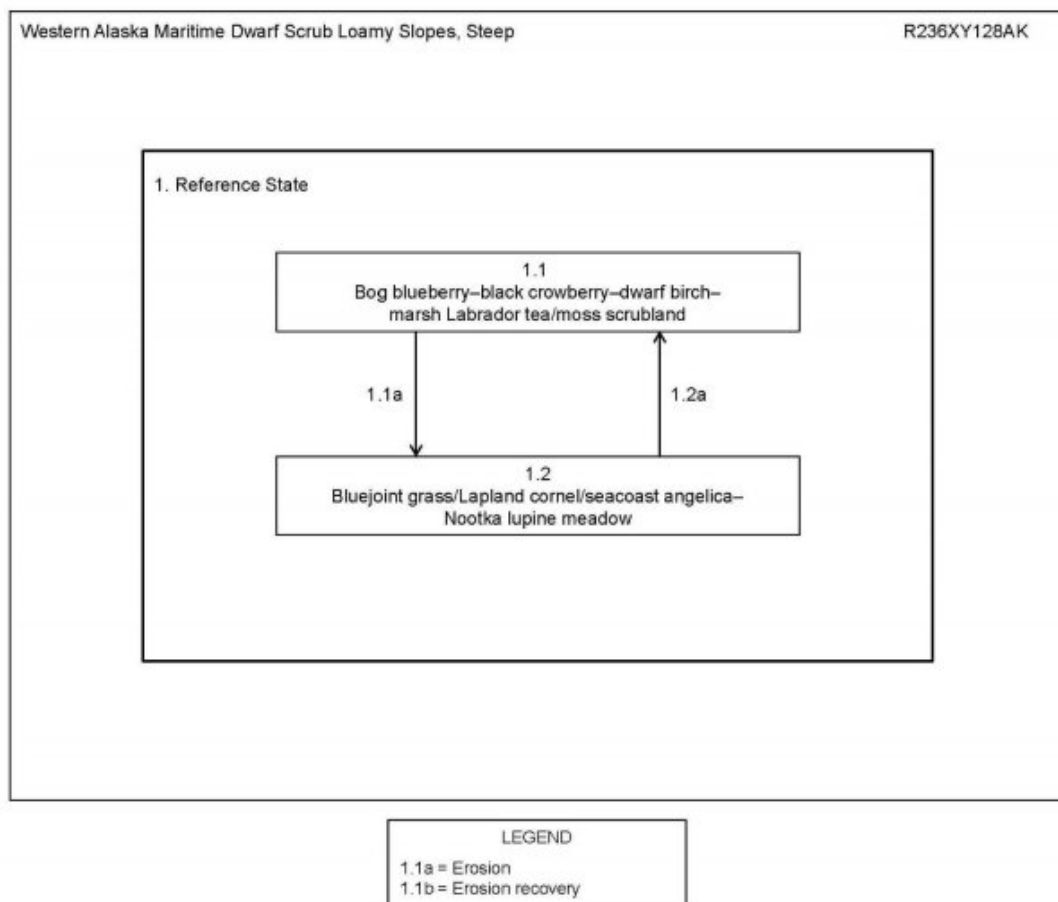 Western Alaska Maritime Dwarf Scrub Loamy Slopes, Steep
R236XY128AK
1. Reference State
1.1
Bog blueberry–black crowberry–dwarf birch–
marsh Labrador tea/moss scrubland
1.1a
1.2a
1.2
Bluejoint grass/Lapland cornel/seacoast angelica–
Nootka lupine meadow
LEGEND
1.1a = Erosion
1.1b = Erosion recovery